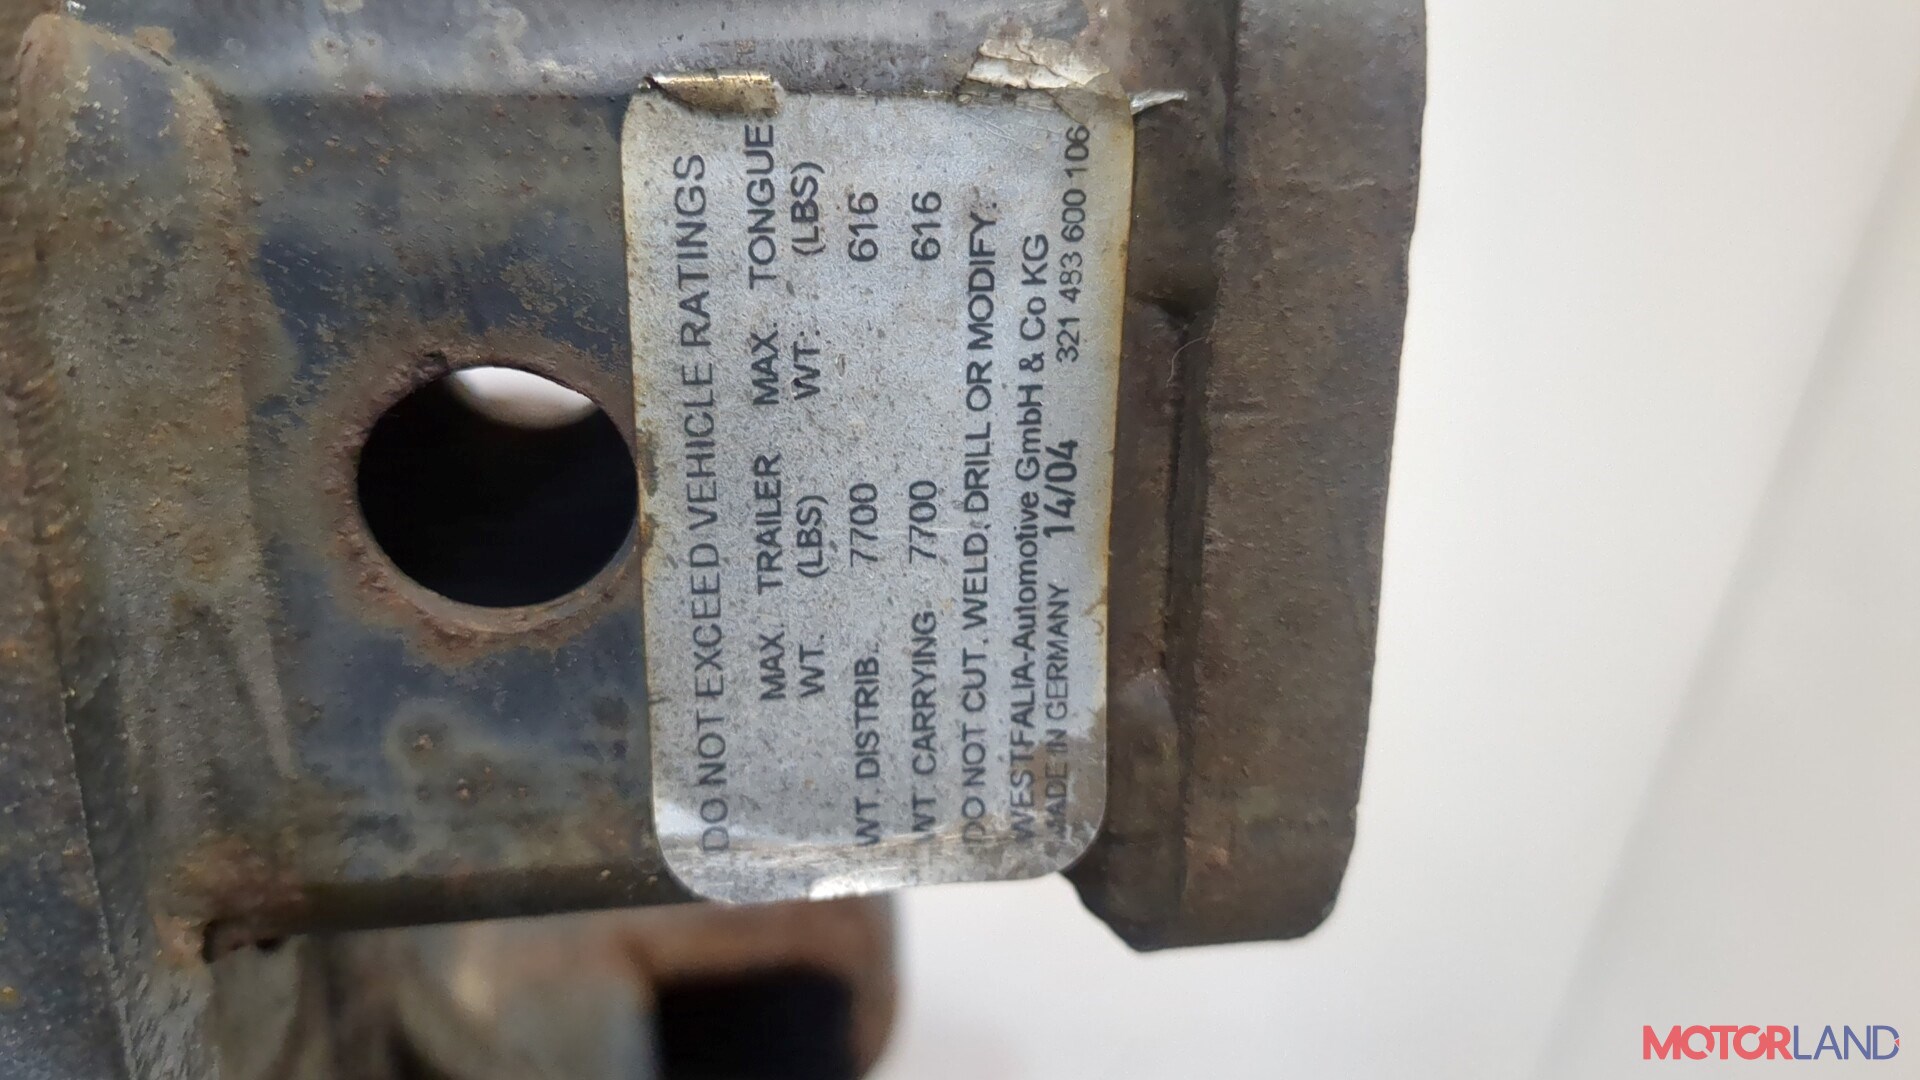 DO NOT EXCEED VEHICLE RATINGS
MAX. TRAILER MAX. TONGUE
WT. (LBS) WT: (LBS)
WT. DISTRIB. 7700 616
WT. CARRYING 7700 616
DO NOT CUT. WELD. DRILL OR MODIFY.
WESTFALIA-Automotive GmbH & Co KG
MADE IN GERMANY 14/04 321 483 600 106
MOTORLAND